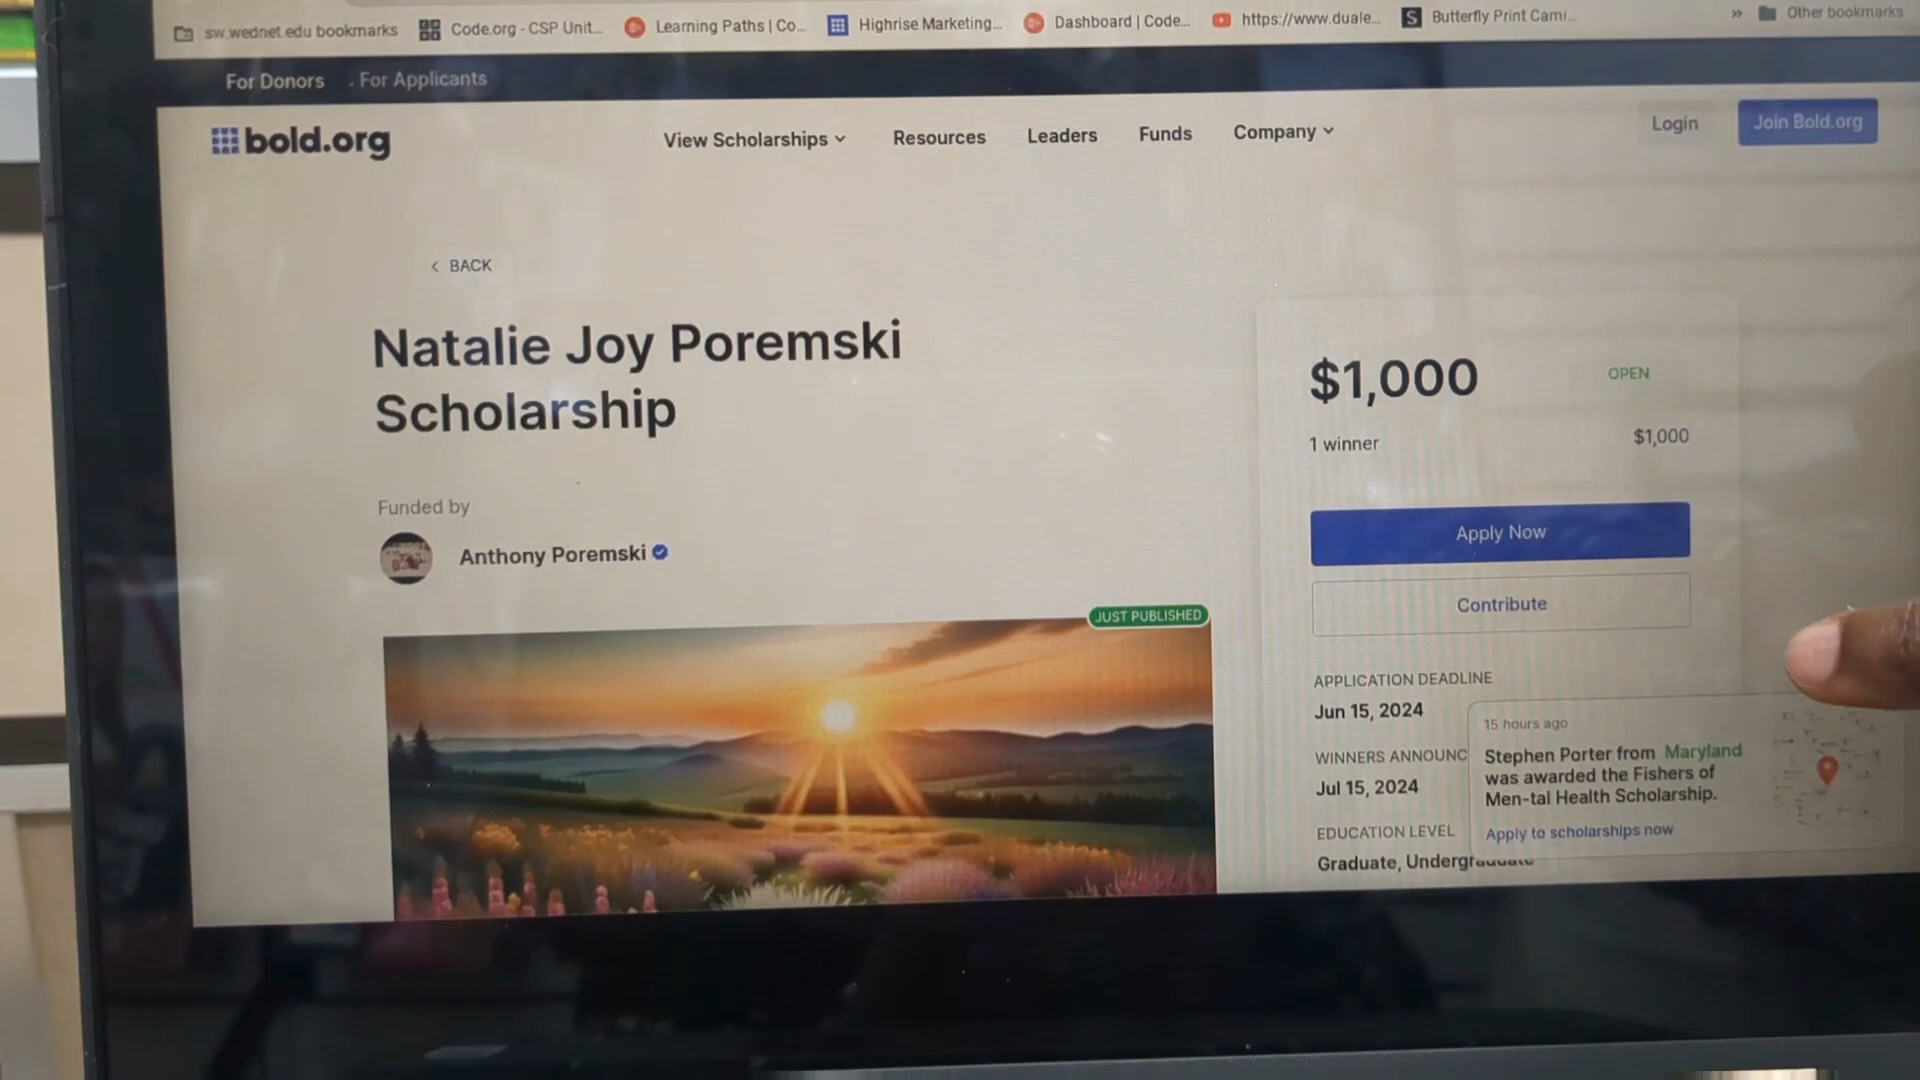 sw.wednet.edu bookmarks
Code.org - CSP Unit...
Learning Paths | Co...
Highrise Marketing...
Dashboard | Code...
https://www.duale...
Butterfly Print Cami...
»
Other bookmarks
For Donors
For Applicants
bold.org
View Scholarships
Resources
Leaders
Funds
Company
Login
Join Bold.org
< BACK
Natalie Joy Poremski
Scholarship
Funded by
Anthony Poremski
JUST PUBLISHED
$1,000
OPEN
1 winner
$1,000
Apply Now
Contribute
APPLICATION DEADLINE
Jun 15, 2024
WINNERS ANNOUNC
Jul 15, 2024
EDUCATION LEVEL
Graduate, Undergraduate
15 hours ago
Stephen Porter from Maryland
was awarded the Fishers of
Men-tal Health Scholarship.
Apply to scholarships now